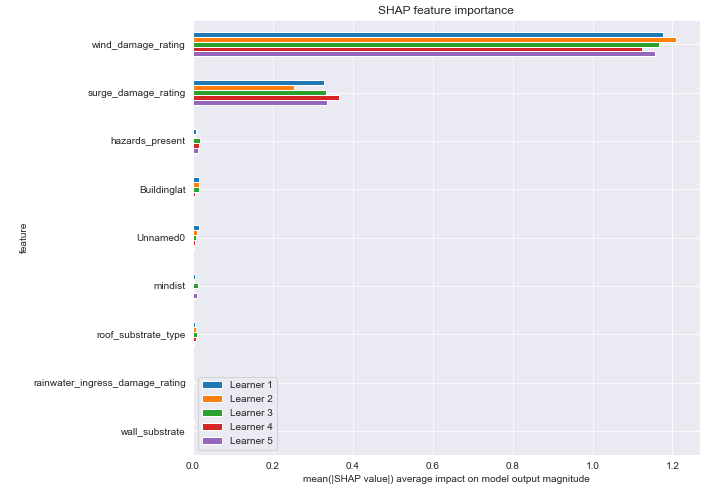 SHAP feature importance
wind_damage_rating
surge_damage_rating
hazards_present
Buildinglat
Unnamed0
mindist
roof_substrate_type
rainwater_ingress_damage_rating
wall_substrate
feature
Learner 1
Learner 2
Learner 3
Learner 4
Learner 5
0.0 0.2 0.4 0.6 0.8 1.0 1.2
mean(|SHAP value|) average impact on model output magnitude